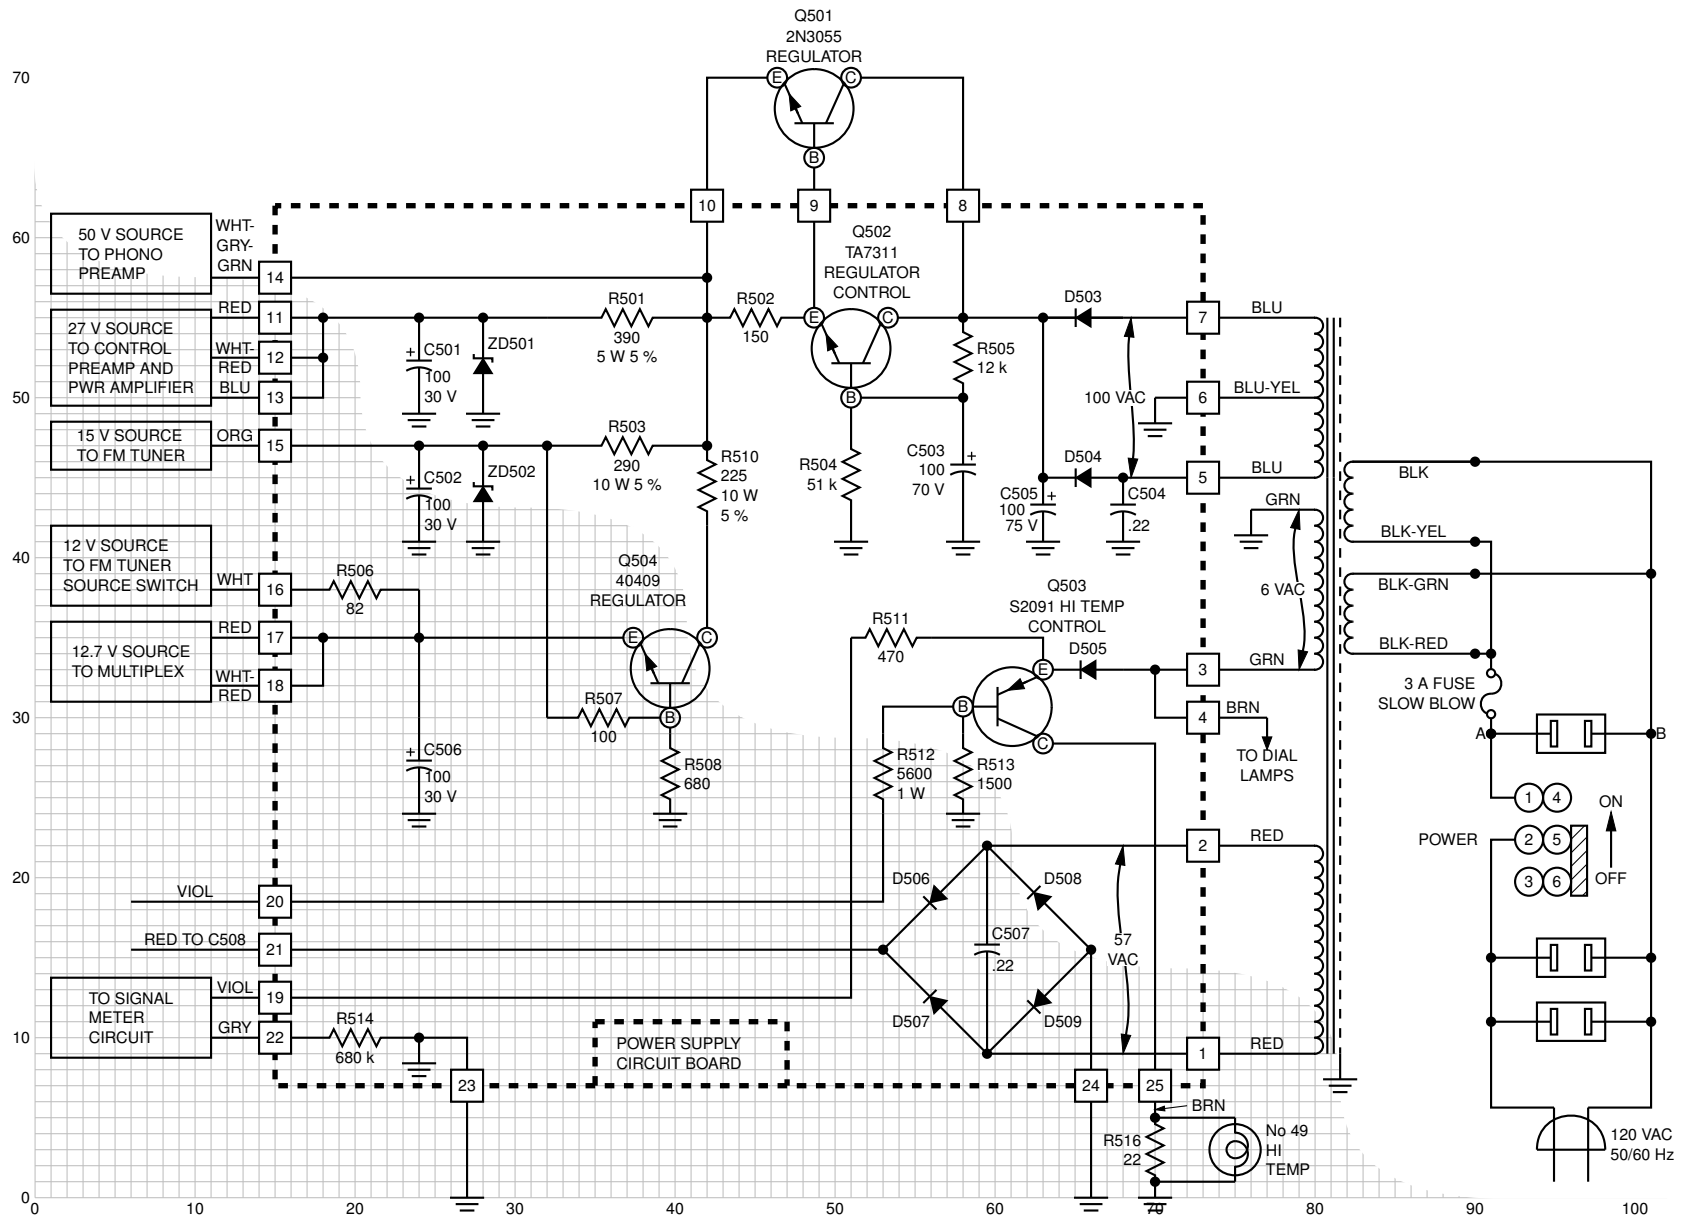 Q501
2N3055
REGULATOR
70
E
C
B
10
9
8
60
50 V SOURCE
TO PHONO
PREAMP
WHT-
GRY-
GRN
14
Q502
TA7311
REGULATOR
CONTROL
27 V SOURCE
TO CONTROL
PREAMP AND
PWR AMPLIFIER
RED
11
WHT-
RED
12
BLU
13
+
C501
100
30 V
ZD501
R501
390
5 W 5 %
R502
150
E
C
B
R505
12 k
D503
7
BLU
100 VAC
6
BLU-YEL
50
15 V SOURCE
TO FM TUNER
ORG
15
+
C502
100
30 V
ZD502
R503
290
10 W 5 %
R510
225
10 W
5 %
R504
51 k
C503
100
70 V
+
D504
C505
100
75 V
+
C504
.22
5
BLU
GRN
BLK
BLK-YEL
40
12 V SOURCE
TO FM TUNER
SOURCE SWITCH
WHT
16
R506
82
Q504
40409
REGULATOR
6 VAC
BLK-GRN
Q503
S2091 HI TEMP
CONTROL
12.7 V SOURCE
TO MULTIPLEX
RED
17
WHT-
RED
18
E
C
B
R511
470
D505
E
B
C
3
GRN
BLK-RED
4
BRN
TO DIAL
LAMPS
3 A FUSE
SLOW BLOW
30
R507
100
R508
680
+
C506
100
30 V
R512
5600
1 W
R513
1500
A
B
1
4
ON
POWER
2
5
3
6
OFF
2
RED
20
VIOL
20
D506
D508
RED TO C508
21
C507
.22
57
VAC
TO SIGNAL
METER
CIRCUIT
VIOL
19
GRY
22
R514
680 k
D507
D509
10
POWER SUPPLY
CIRCUIT BOARD
1
RED
23
24
25
BRN
R516
22
No 49
HI
TEMP
120 VAC
50/60 Hz
0
0
10
20
30
40
50
60
70
80
90
100